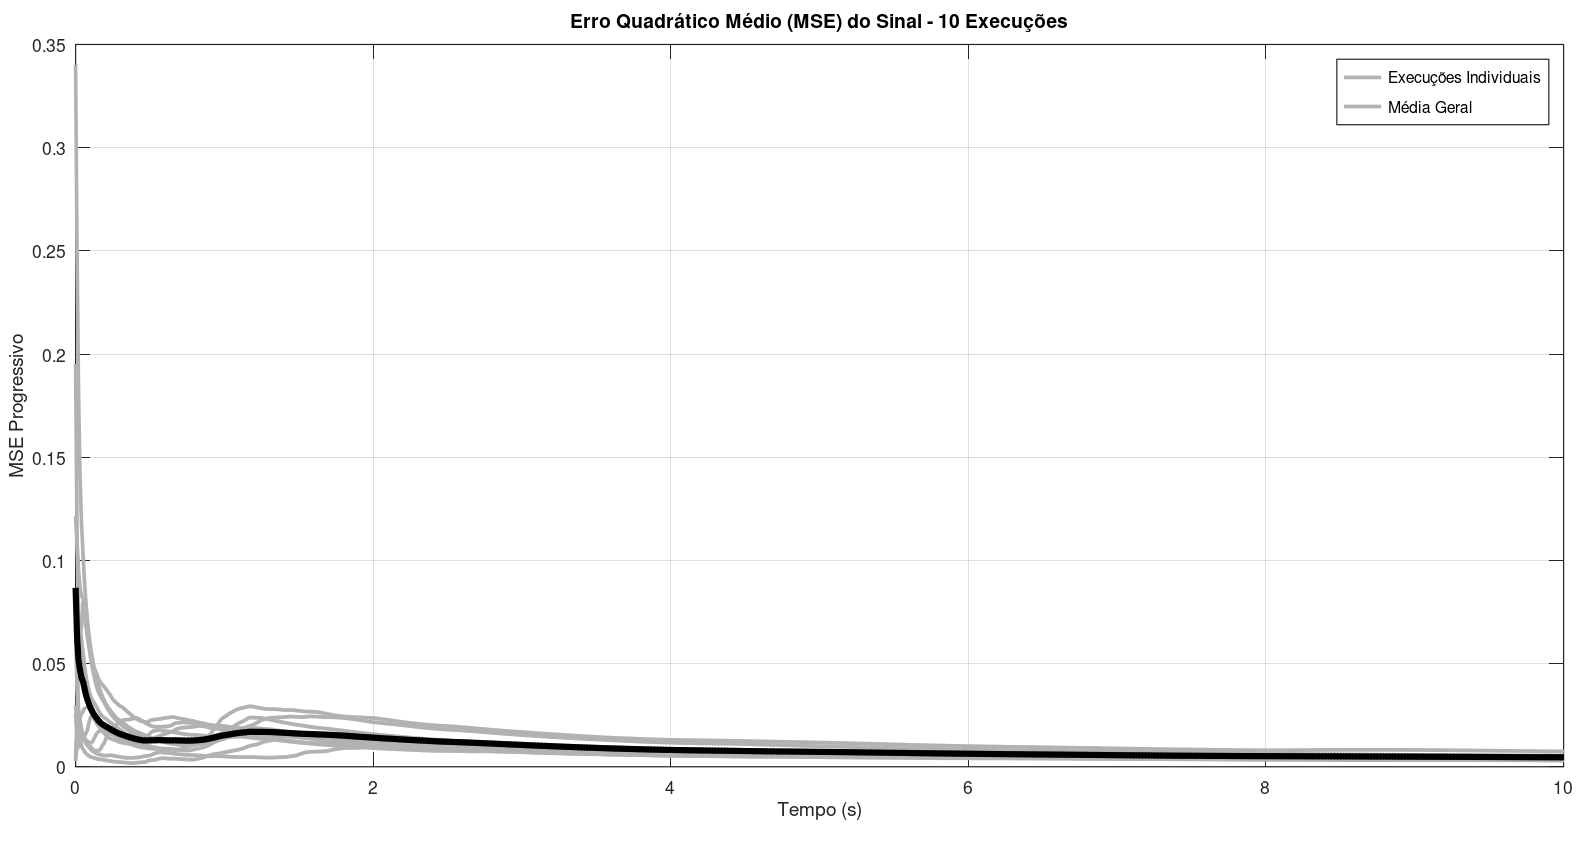 Erro Quadrático Médio (MSE) do Sinal - 10 Execuções
0.35
0.3
0.25
0.2
0.15
0.1
0.05
0
MSE Progressivo
Execuções Individuais
Média Geral
0 2 4 6 8 10
Tempo (s)